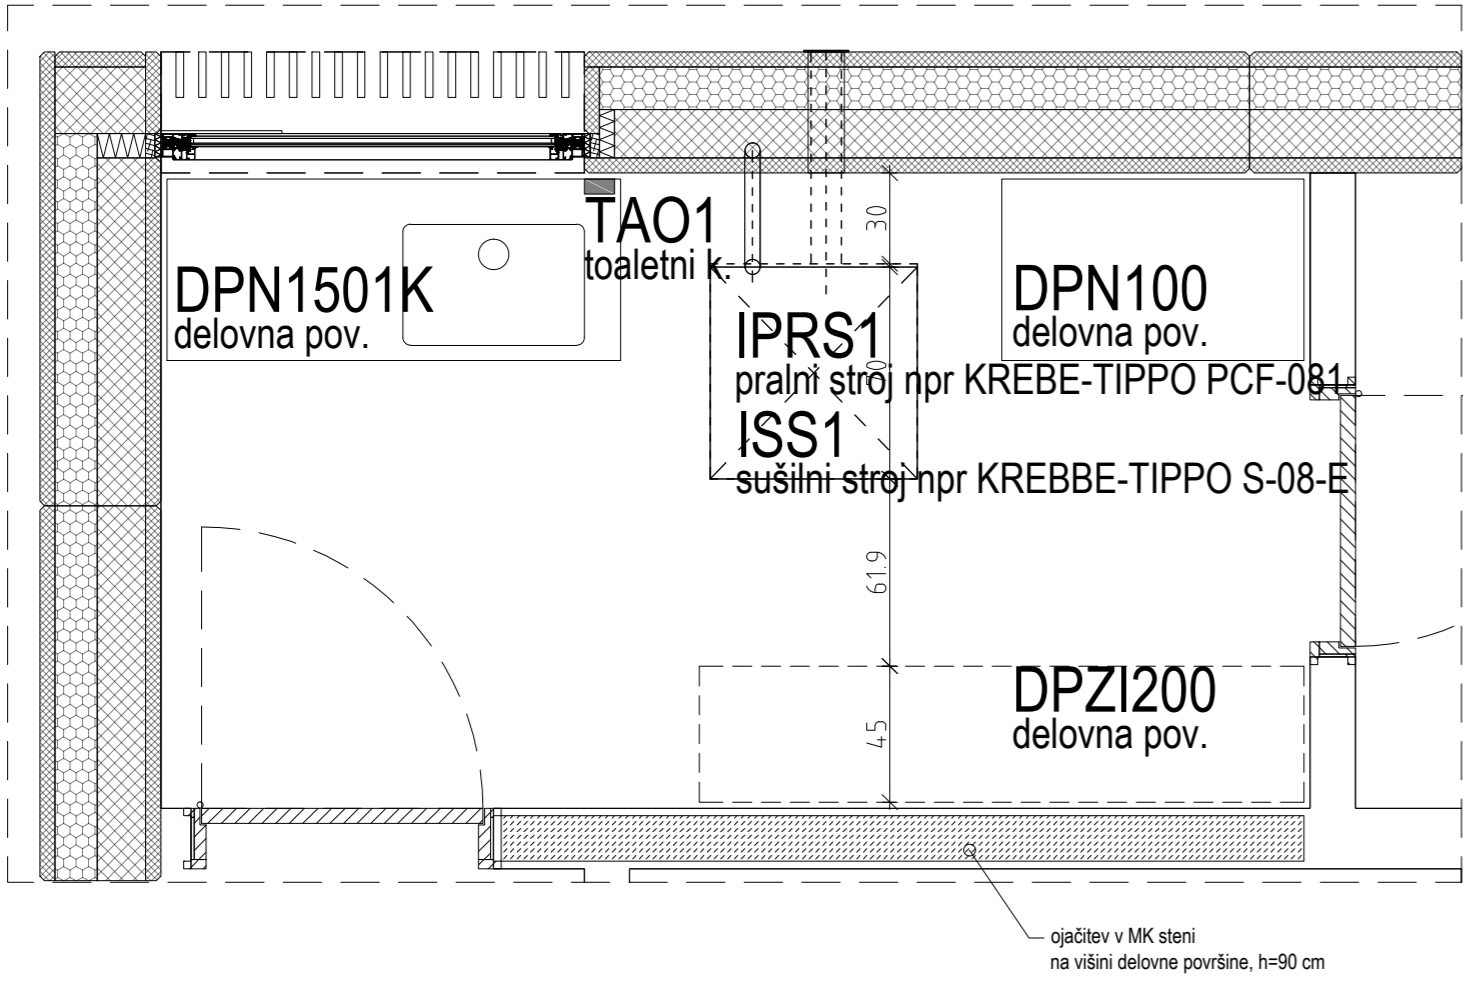 TAO1
toaletni k.
30
DPN1501K
delovna pov.
DPN100
delovna pov.
IPRS1
70
pralni stroj npr KREBE-TIPPO PCF-081
ISS1
sušilni stroj npr KREBBE-TIPPO S-08-E
61.9
DPZI200
delovna pov.
45
ojačitev v MK steni
na višini delovne površine, h=90 cm